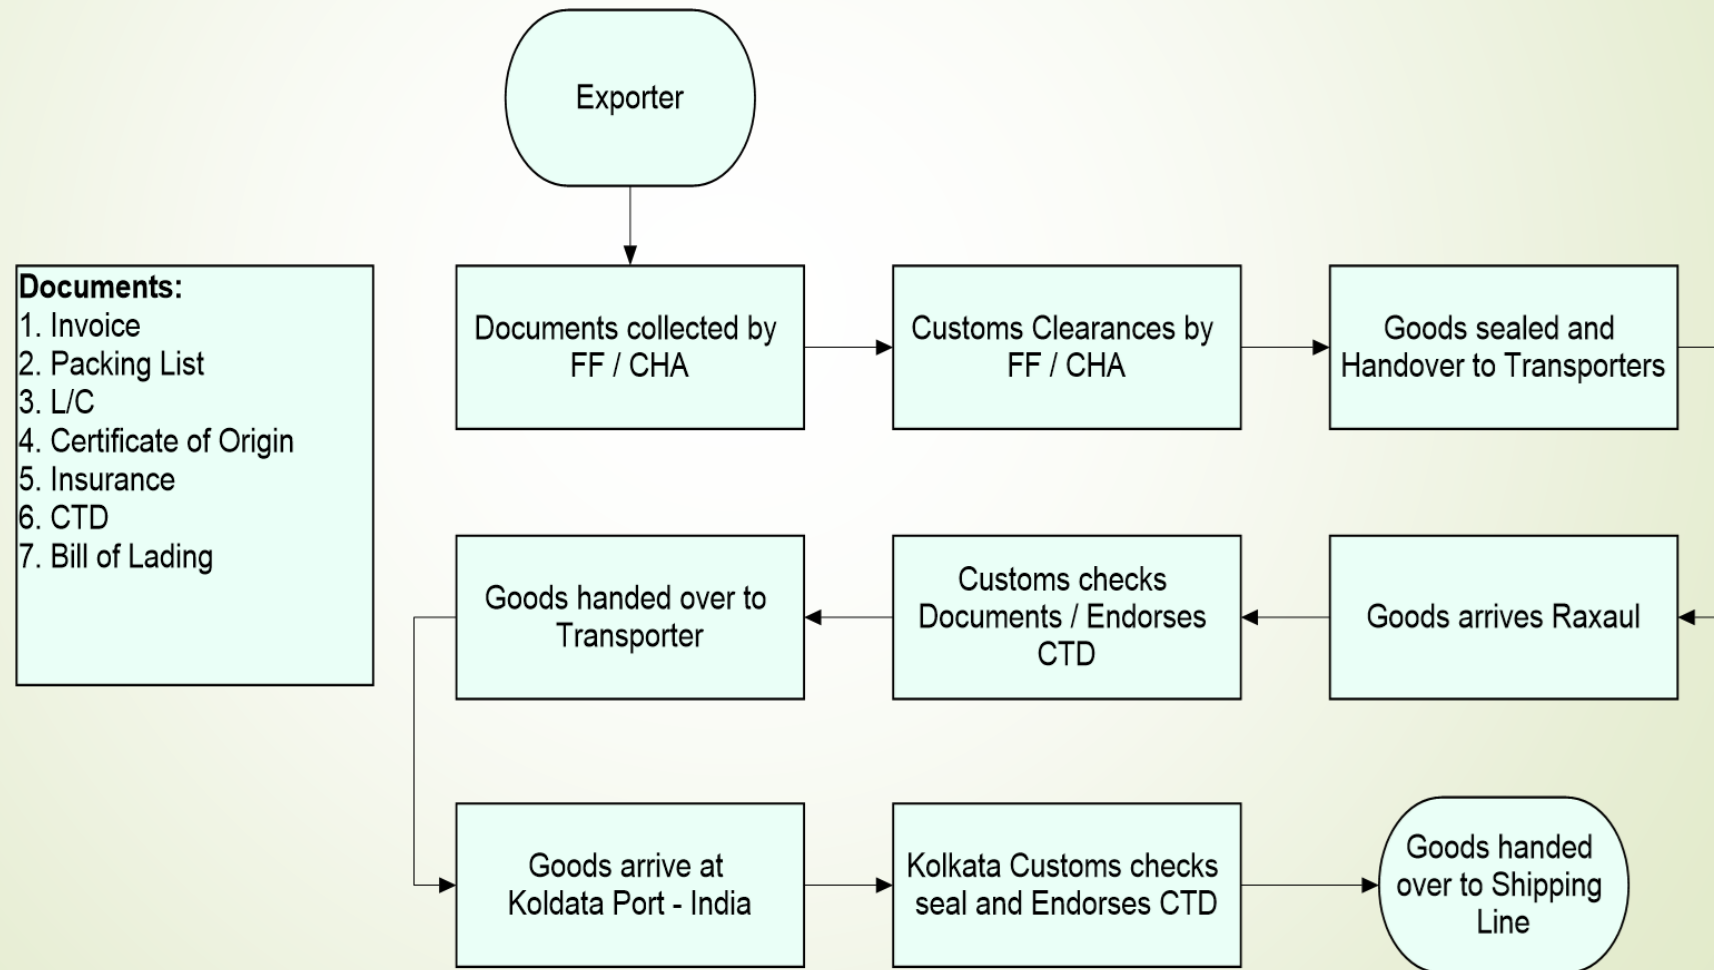 Exporter
Documents:
1. Invoice
2. Packing List
3. L/C
4. Certificate of Origin
5. Insurance
6. CTD
7. Bill of Lading
Documents collected by
FF / CHA
Customs Clearances by
FF / CHA
Goods sealed and
Handover to Transporters
Goods handed over to
Transporter
Customs checks
Documents / Endorses
CTD
Goods arrives Raxaul
Goods arrive at
Koldata Port - India
Kolkata Customs checks
seal and Endorses CTD
Goods handed
over to Shipping
Line